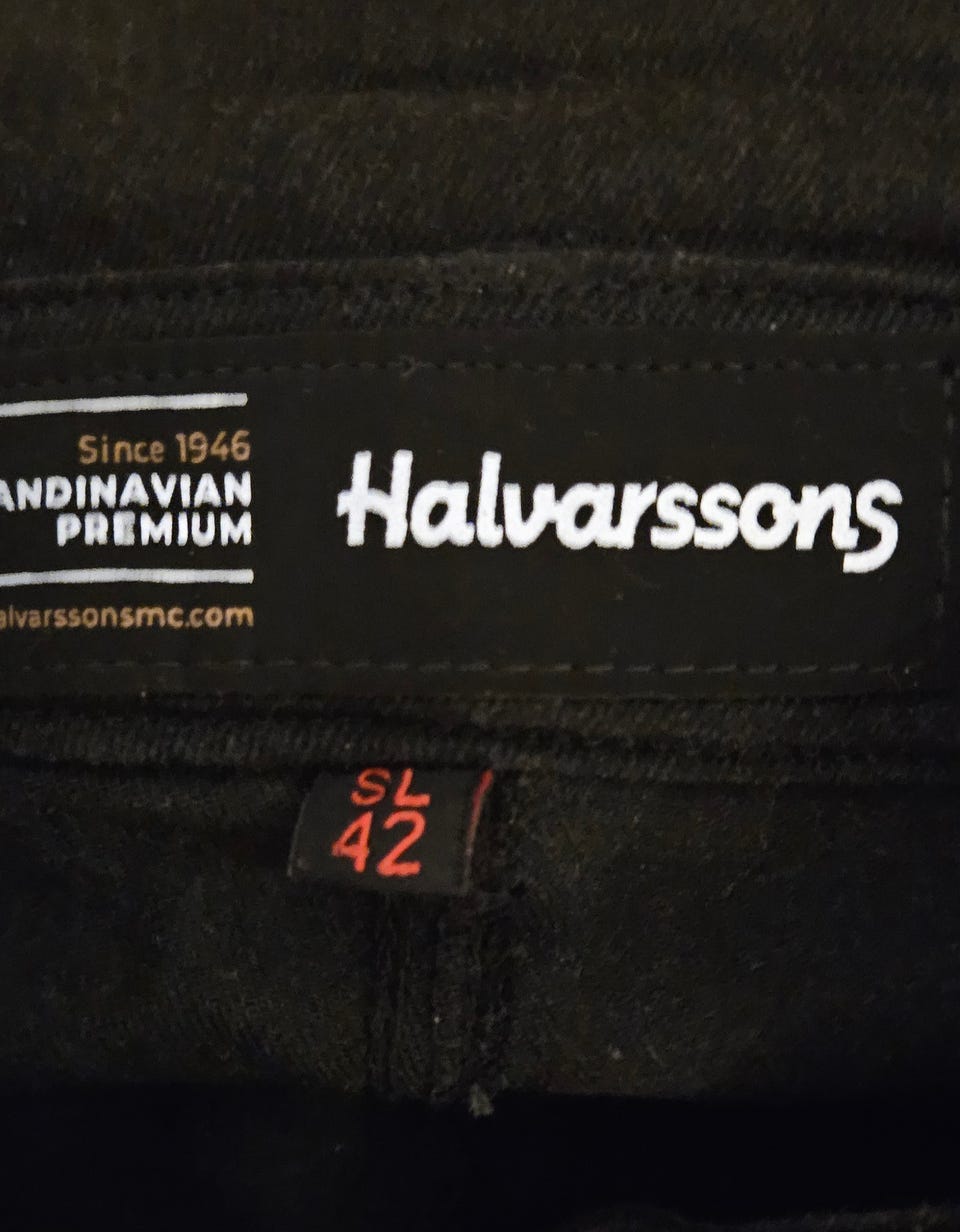 Since 1946
ANDINAVIAN
PREMIUM
alvarssonsmc.com
Halvarssons
SL
42